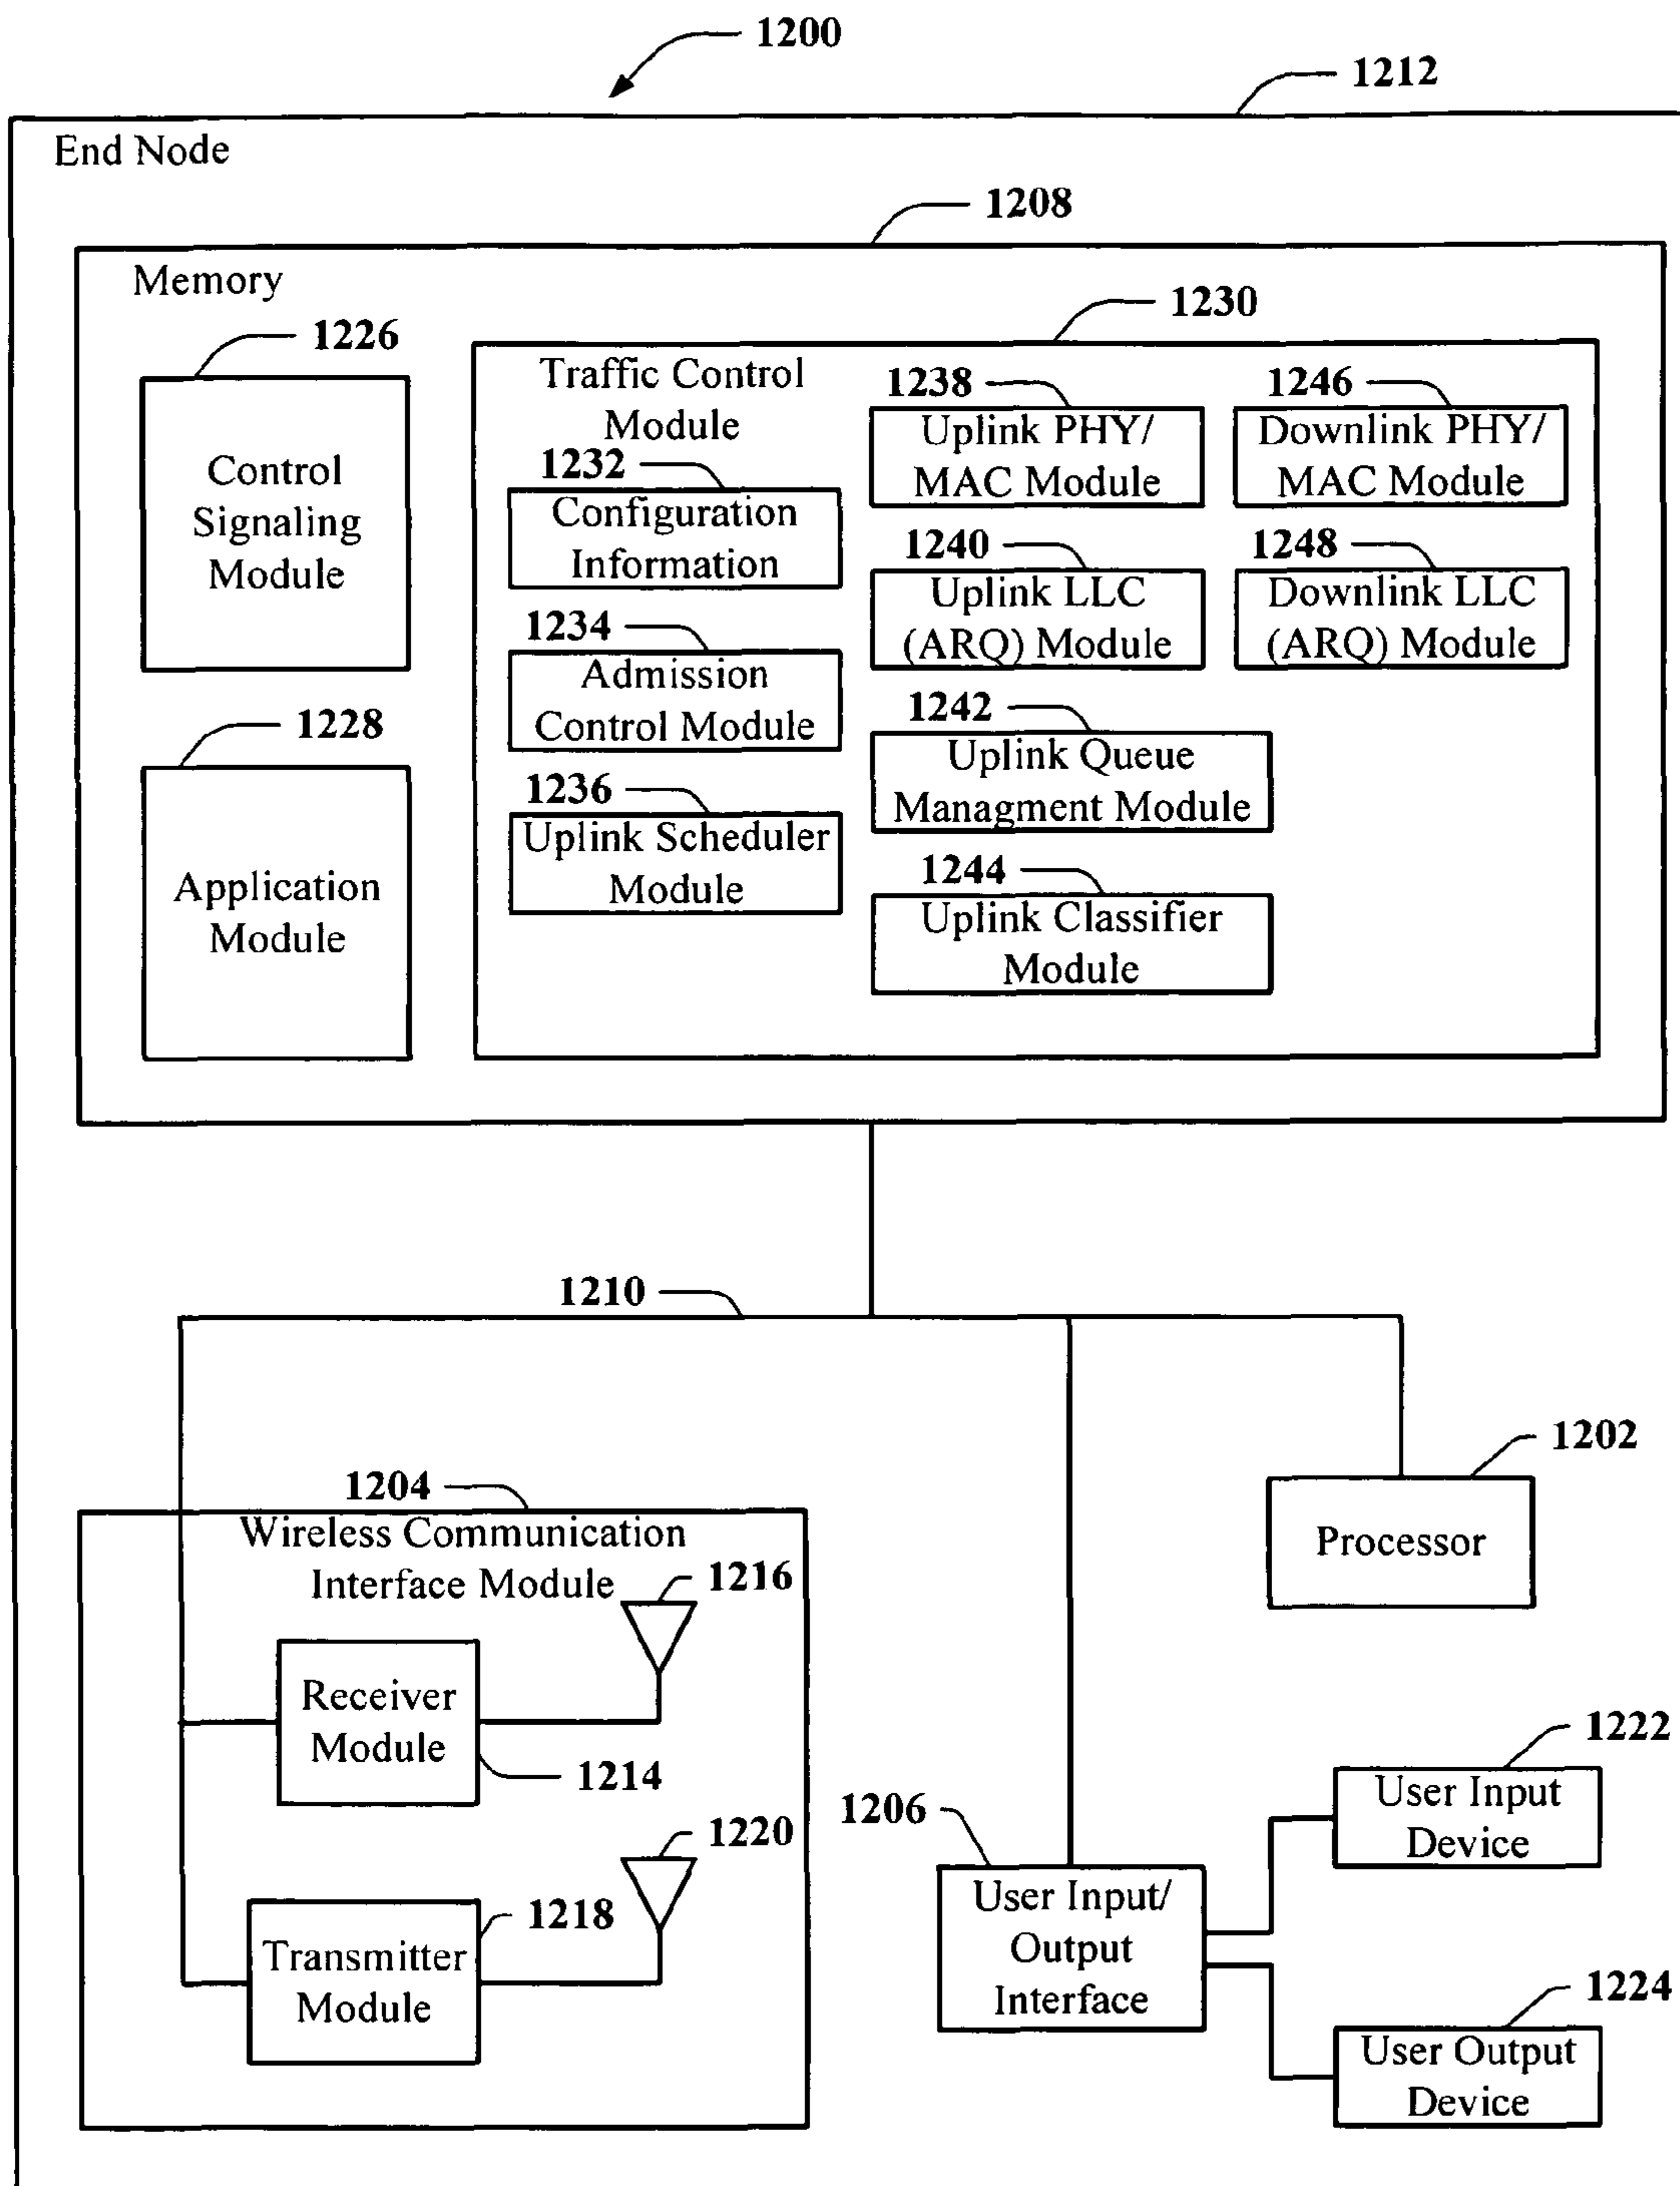 1200
1212
End Node
1208
Memory
1230
1226
Control
Signaling
Module
1228
Application
Module
Traffic Control
Module
1232
Configuration
Information
1234
Admission
Control Module
1236
Uplink Scheduler
Module
1238
Uplink PHY/
MAC Module
1246
Downlink PHY/
MAC Module
1240
Uplink LLC
(ARQ) Module
1248
Downlink LLC
(ARQ) Module
1242
Uplink Queue
Managment Module
1244
Uplink Classifier
Module
1210
1202
Processor
1204
Wireless Communication
Interface Module
1216
Receiver
Module
1214
1220
1218
Transmitter
Module
1206
User Input/
Output
Interface
1222
User Input
Device
1224
User Output
Device